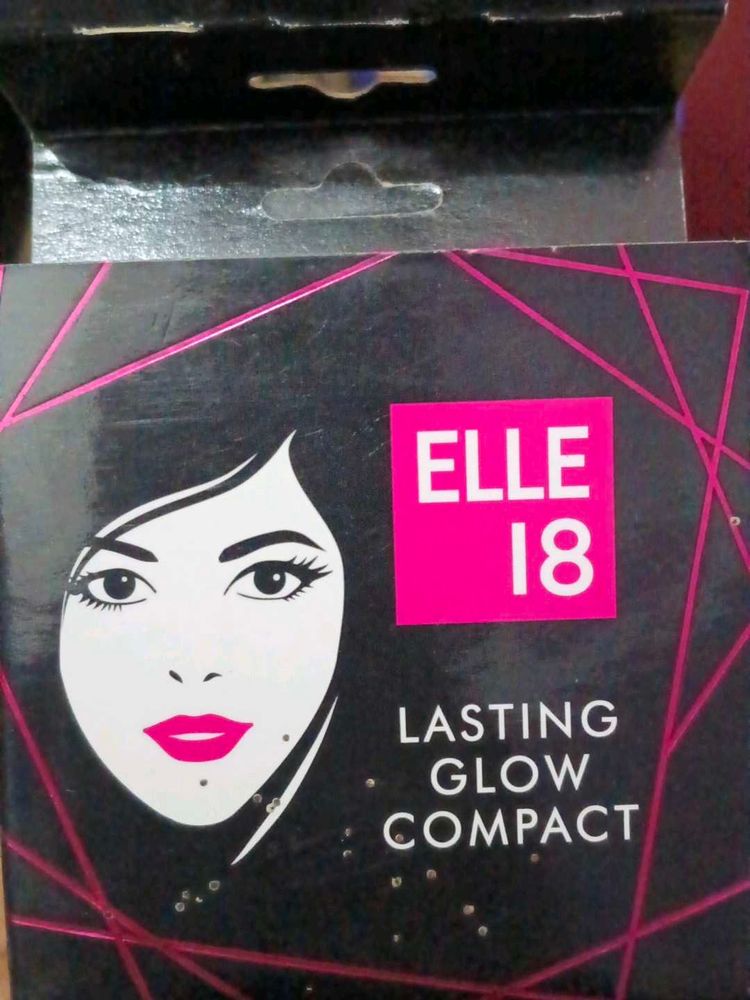 ELLE
18
LASTING
GLOW
COMPACT